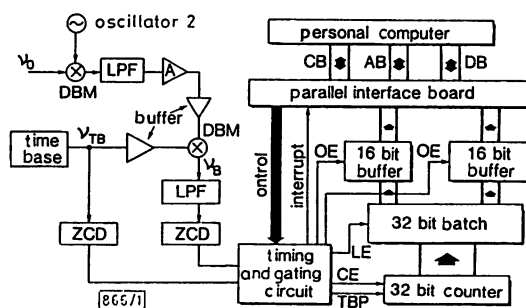 oscillator 2
ν0
DBM
LPF
A
buffer
DBM
time base
νTB
νB
LPF
ZCD
ZCD
personal computer
CB
AB
DB
parallel interface board
ontrol
interrupt
OE
16 bit buffer
OE
16 bit buffer
32 bit batch
LE
timing and gating circuit
CE
TBP
32 bit counter
865/1